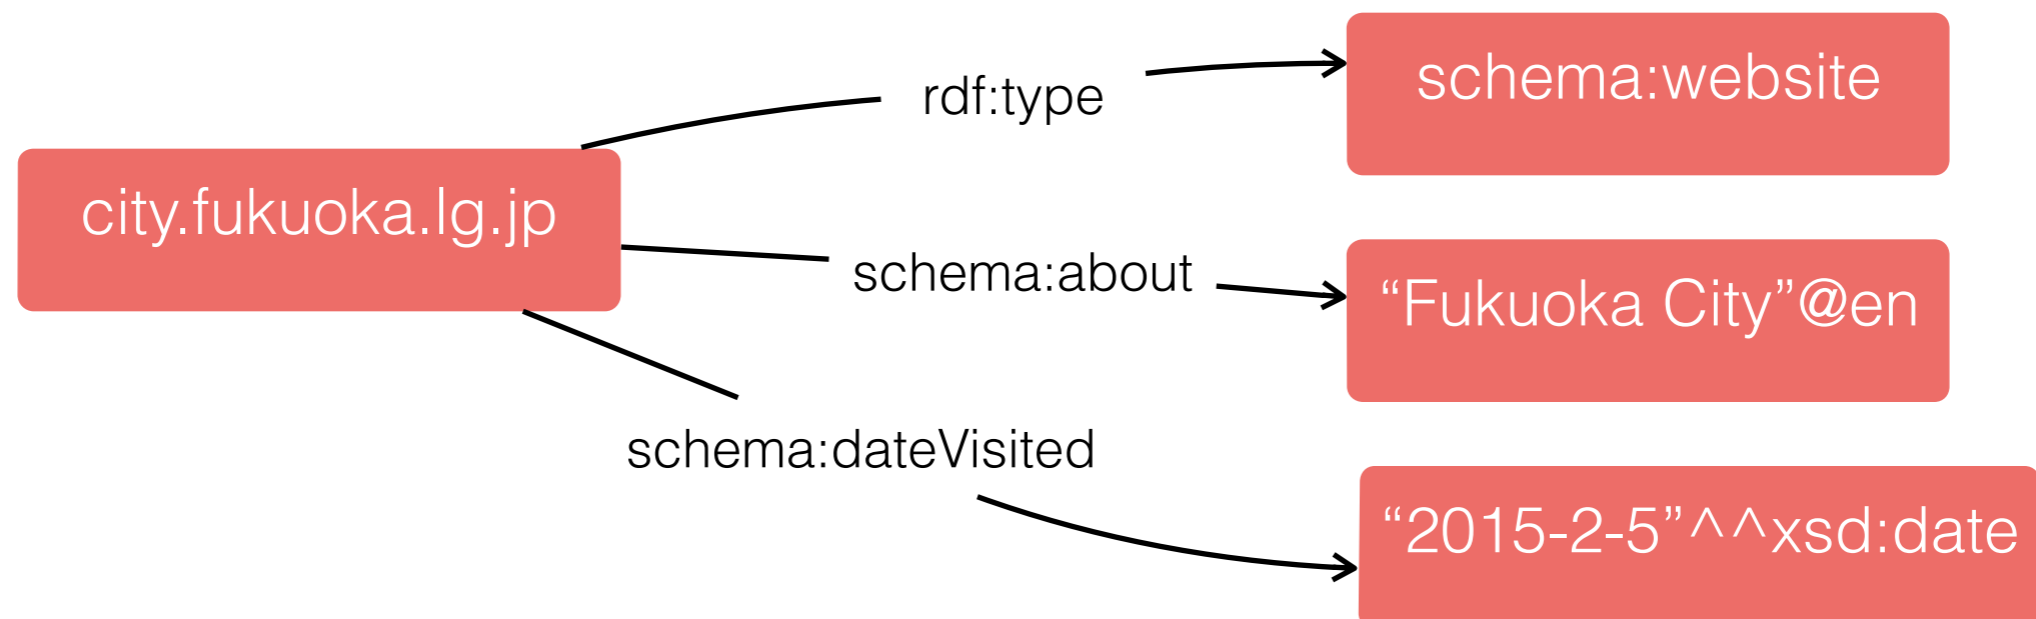 rdf:type
schema:website
city.fukuoka.lg.jp
schema:about
“Fukuoka City”@en
schema:dateVisited
“2015-2-5”^^xsd:date